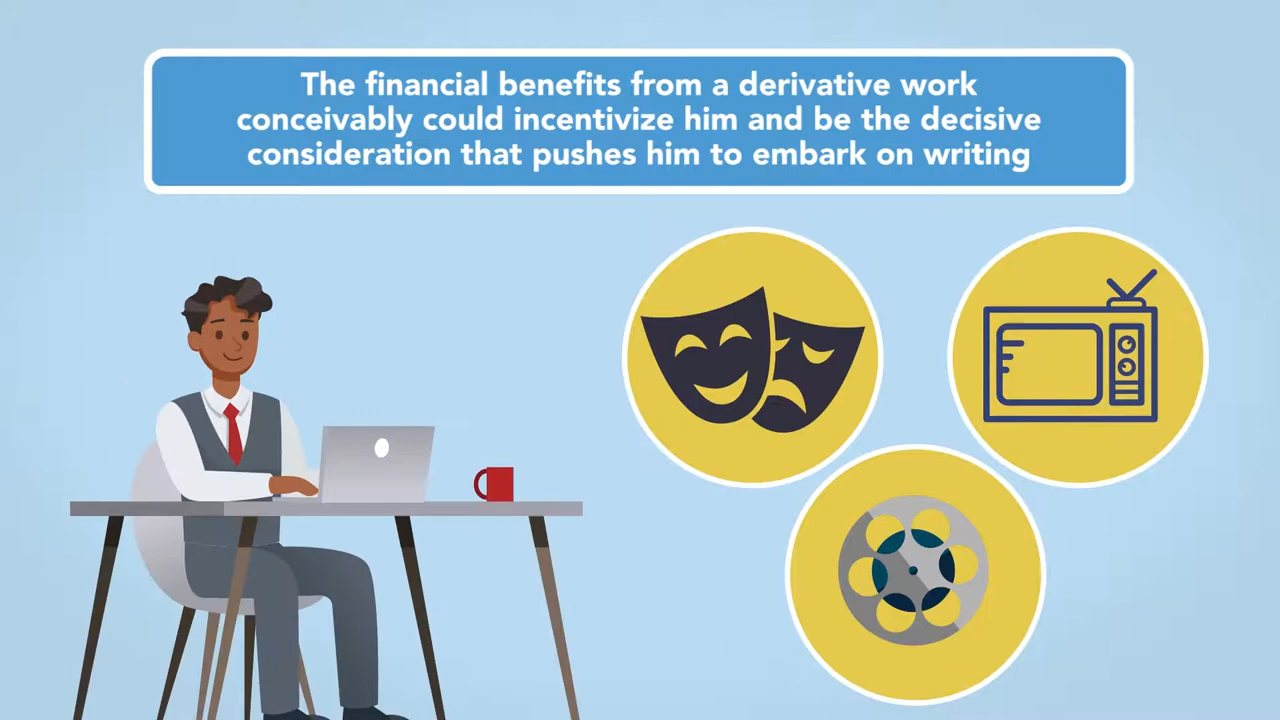 The financial benefits from a derivative work
conceivably could incentivize him and be the decisive
consideration that pushes him to embark on writing